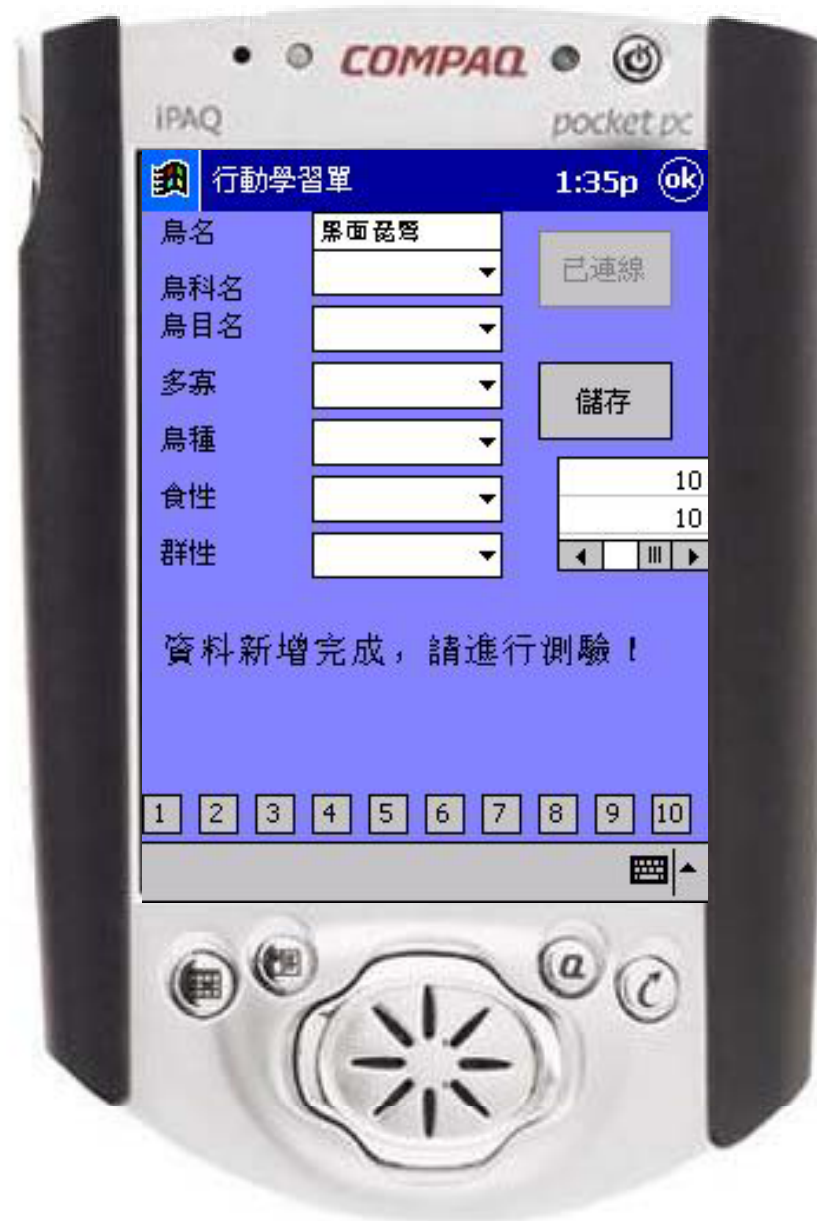 COMPAQ
iPAQ pocket pc
行動學習單 1:35p ok
鳥名 黑面琵鷺
已連線
鳥科名
鳥目名
多寡
儲存
鳥種
10
食性
10
群性
資料新增完成，請進行測驗！
1 2 3 4 5 6 7 8 9 10